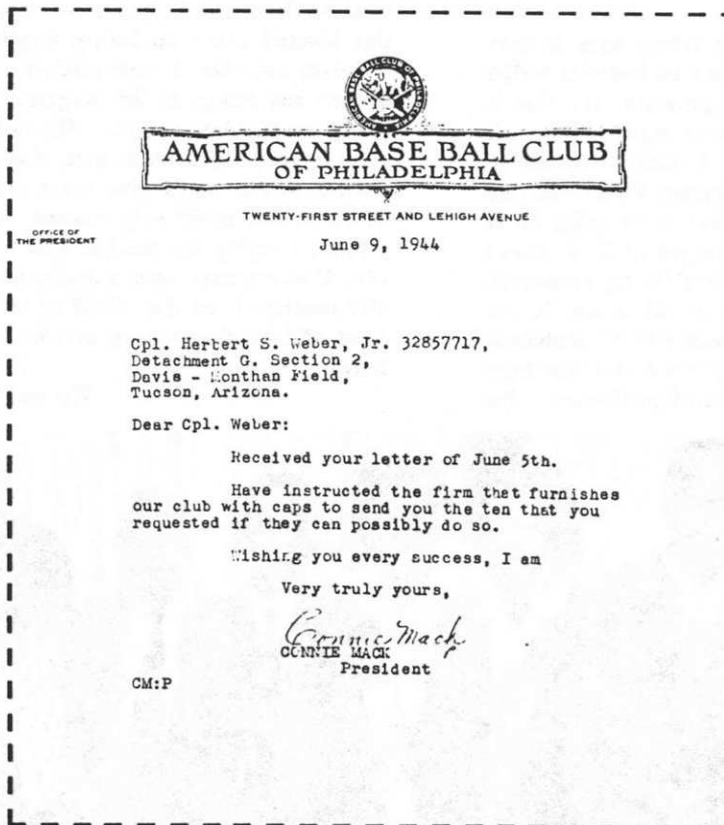 AMERICAN BASE BALL CLUB
OF PHILADELPHIA
TWENTY-FIRST STREET AND LEHIGH AVENUE
OFFICE OF
THE PRESIDENT
June 9, 1944
Cpl. Herbert S. Weber, Jr. 32857717,
Detachment G. Section 2,
Davis - Monthan Field,
Tucson, Arizona.
Dear Cpl. Weber:
Received your letter of June 5th.
Have instructed the firm that furnishes
our club with caps to send you the ten that you
requested if they can possibly do so.
Wishing you every success, I am
Very truly yours,
Connie Mack
CONNIE MACK
President
CM:P